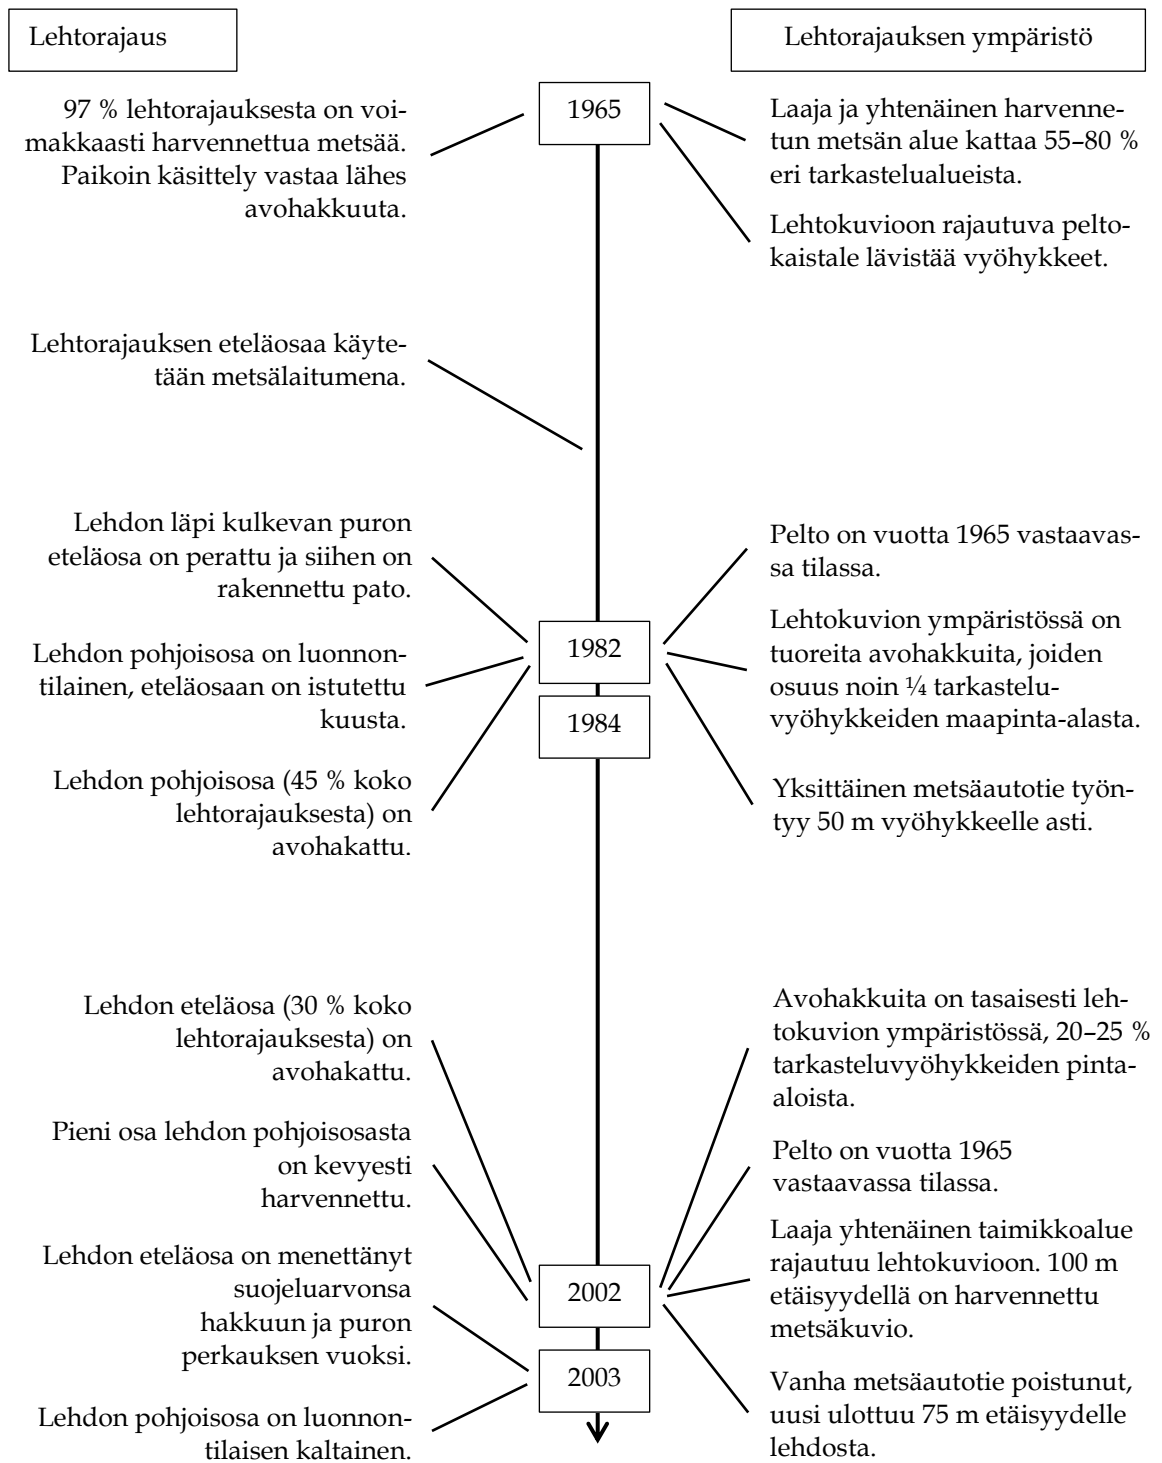 Lehtorajaus
Lehtorajauksen ympäristö
97 % lehtorajauksesta on voi-
makkaasti harvennettua metsää.
Paikoin käsittely vastaa lähes
avohakkuuta.
1965
Laaja ja yhtenäinen harvenne-
tun metsän alue kattaa 55–80 %
eri tarkastelualueista.
Lehtokuvioon rajautuva pelto-
kaistale lävistää vyöhykkeet.
Lehtorajauksen eteläosaa käyte-
tään metsälaitumena.
Lehdon läpi kulkevan puron
eteläosa on perattu ja siihen on
rakennettu pato.
Lehdon pohjoisosa on luonnon-
tilainen, eteläosaan on istutettu
kuusta.
Lehdon pohjoisosa (45 % koko
lehtorajauksesta) on
avohakattu.
1982
1984
Pelto on vuotta 1965 vastaavas-
sa tilassa.
Lehtokuvion ympäristössä on
tuoreita avohakkuita, joiden
osuus noin ¼ tarkastelu-
vyöhykkeiden maapinta-alasta.
Yksittäinen metsäautotie työn-
tyy 50 m vyöhykkeelle asti.
Lehdon eteläosa (30 % koko
lehtorajauksesta) on
avohakattu.
Pieni osa lehdon pohjoisosasta
on kevyesti
harvennettu.
Lehdon eteläosa on menettänyt
suojeluarvonsa
hakkuun ja puron
perkauksen vuoksi.
Lehdon pohjoisosa on luonnon-
tilaisen kaltainen.
2002
2003
Avohakkuita on tasaisesti leh-
tokuvion ympäristössä, 20–25 %
tarkasteluvyöhykkeiden pinta-
aloista.
Pelto on vuotta 1965
vastaavassa tilassa.
Laaja yhtenäinen taimikkoalue
rajautuu lehtokuvioon. 100 m
etäisyydellä on harvennettu
metsäkuvio.
Vanha metsäautotie poistunut,
uusi ulottuu 75 m etäisyydelle
lehdosta.